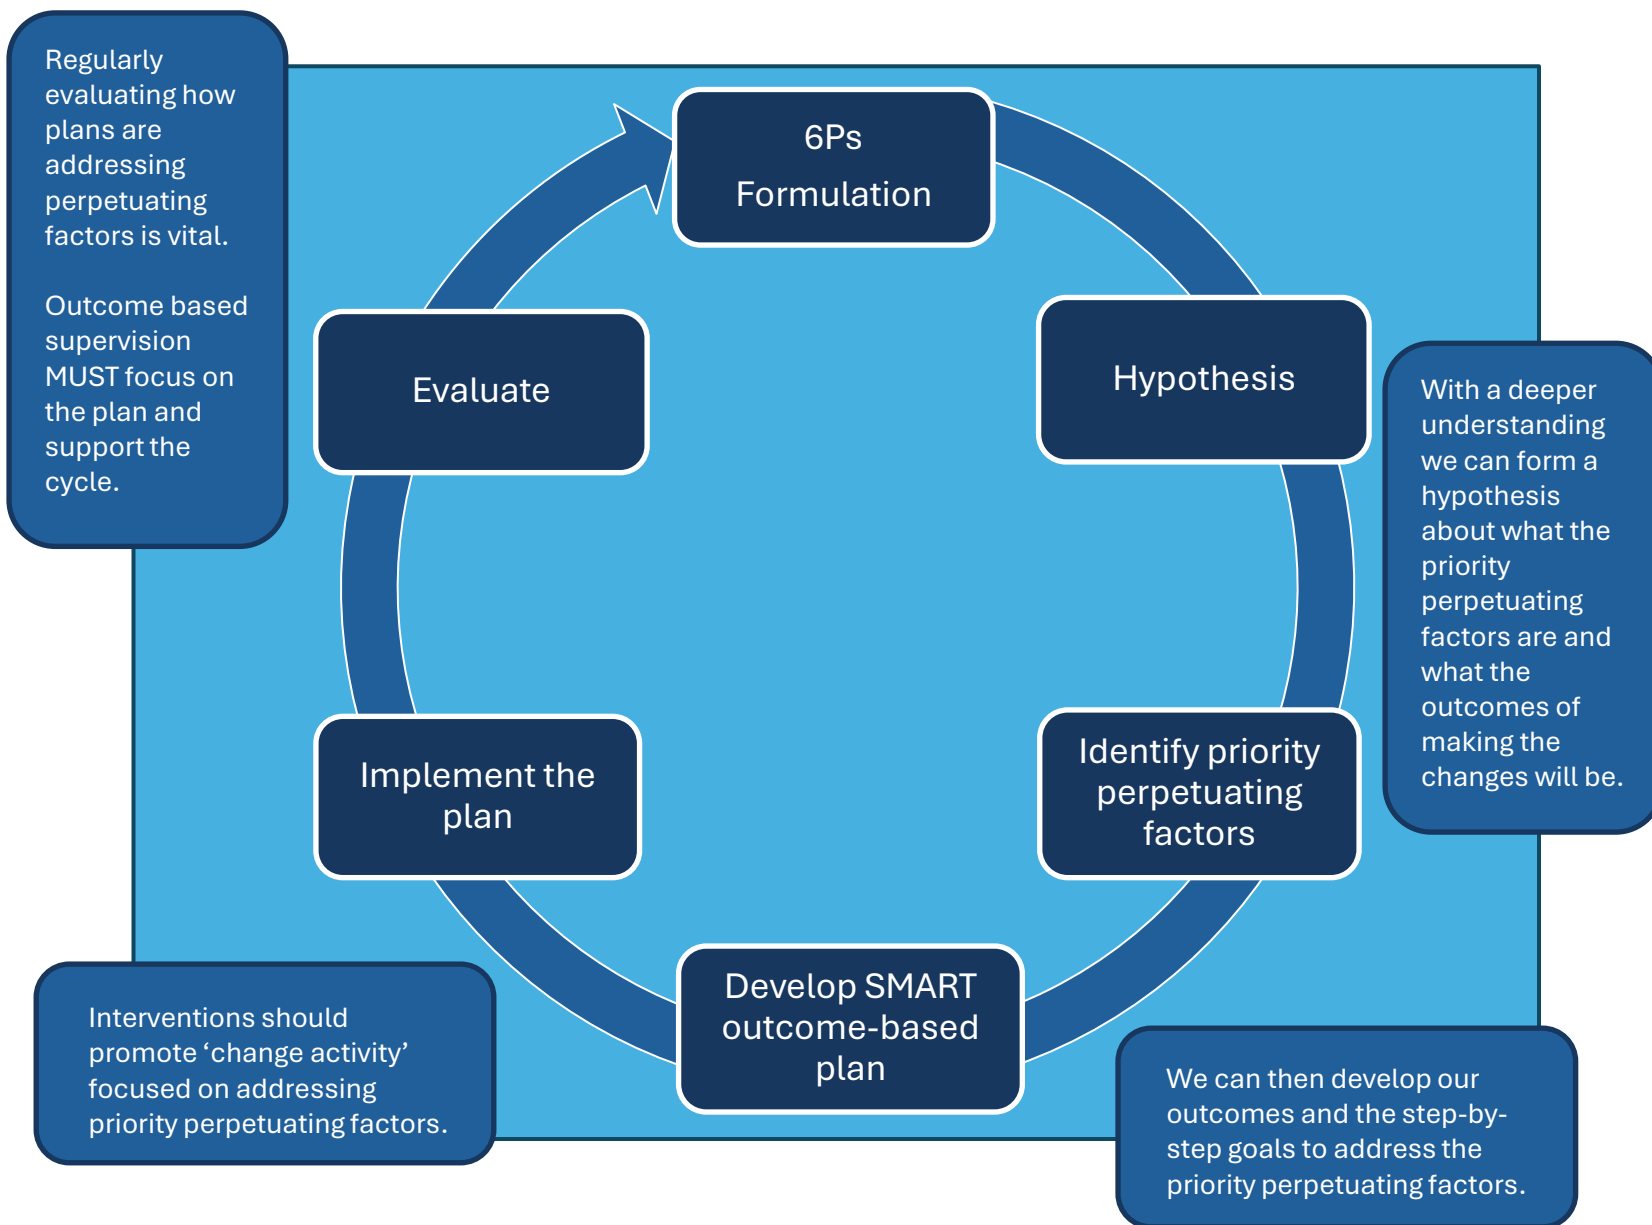 Regularly
evaluating how
plans are
addressing
perpetuating
factors is vital.
Outcome based
supervision
MUST focus on
the plan and
support the
cycle.
6Ps
Formulation
Hypothesis
With a deeper
understanding
we can form a
hypothesis
about what the
priority
perpetuating
factors are and
what the
outcomes of
making the
changes will be.
Identify priority
perpetuating
factors
Develop SMART
outcome-based
plan
We can then develop our
outcomes and the step-by-
step goals to address the
priority perpetuating factors.
Implement the
plan
Interventions should
promote ‘change activity’
focused on addressing
priority perpetuating factors.
Evaluate